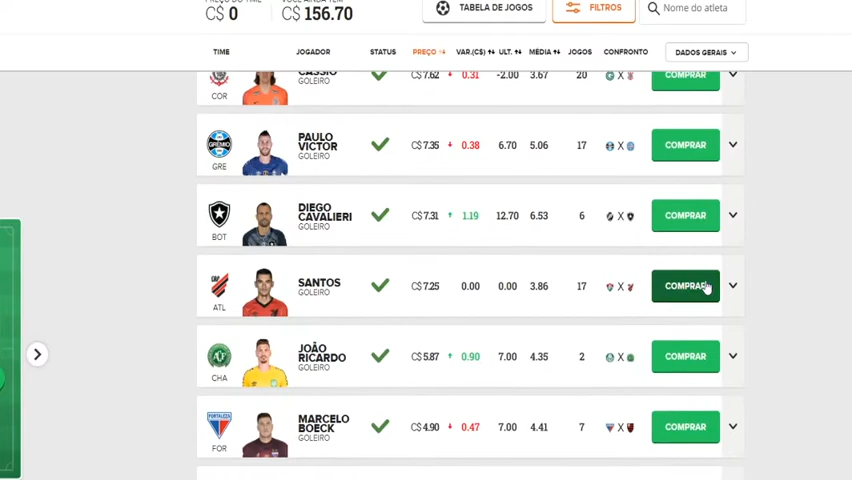 C$ 0
C$ 156.70
TABELA DE JOGOS
FILTROS
Nome do atleta
TIME JOGADOR STATUS PREÇO VAR.(C$) ULT. MÉDIA JOGOS CONFRONTO DADOS GERAIS
COR
CÁSSIO
GOLEIRO
C$ 7.62 0.31 -2.00 3.67 20 X COMPRAR
GRE
PAULO
VICTOR
GOLEIRO
C$ 7.35 0.38 6.70 5.06 17 X COMPRAR
BOT
DIEGO
CAVALIERI
GOLEIRO
C$ 7.31 1.19 12.70 6.53 6 X COMPRAR
ATL
SANTOS
GOLEIRO
C$ 7.25 0.00 0.00 3.86 17 X COMPRAR
CHA
JOÃO
RICARDO
GOLEIRO
C$ 5.87 0.90 7.00 4.35 2 X COMPRAR
FORTALEZA
FOR
MARCELO
BOECK
GOLEIRO
C$ 4.90 0.47 7.00 4.41 7 X COMPRAR